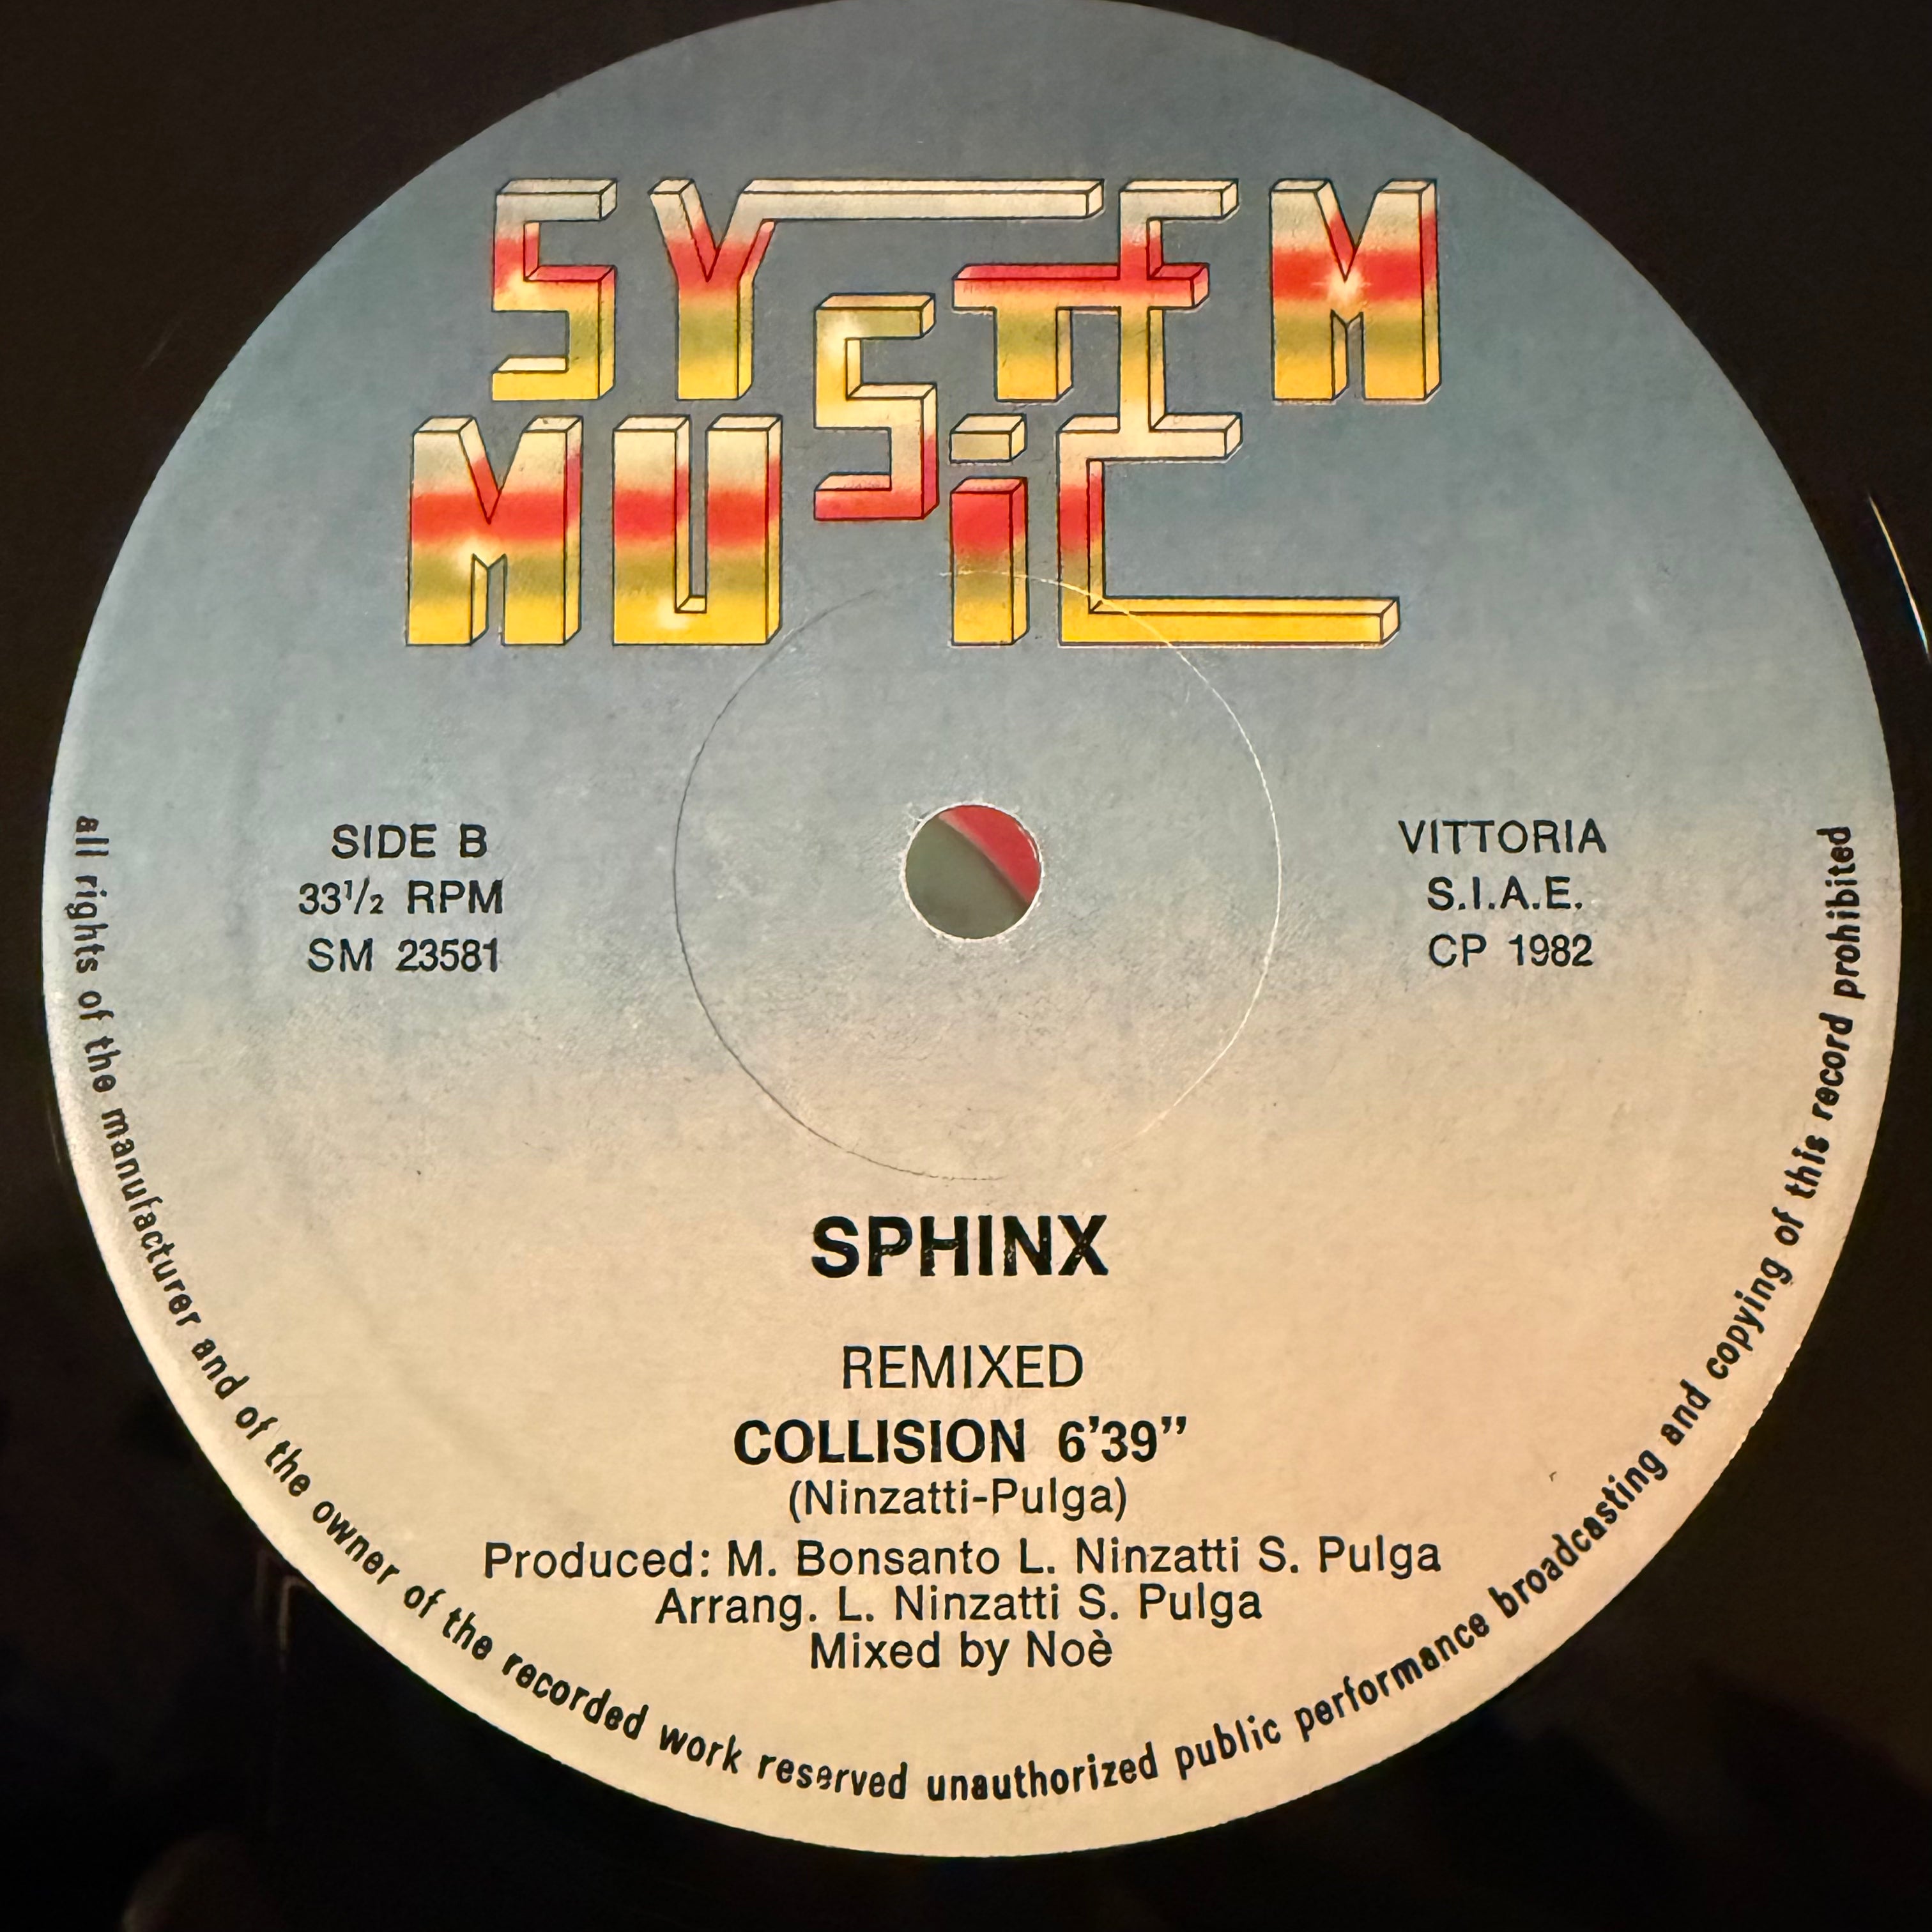 SYSTEM
MUSiC
SIDE B
33¹/₂ RPM
SM 23581
VITTORIA
S.I.A.E.
CP 1982
SPHINX
REMIXED
COLLISION 6'39”
(Ninzatti-Pulga)
Produced: M. Bonsanto L. Ninzatti S. Pulga
Arrang. L. Ninzatti S. Pulga
Mixed by Noè
all rights of the manufacturer and of the owner of the recorded work reserved unauthorized public performance broadcasting and copying of this record prohibited